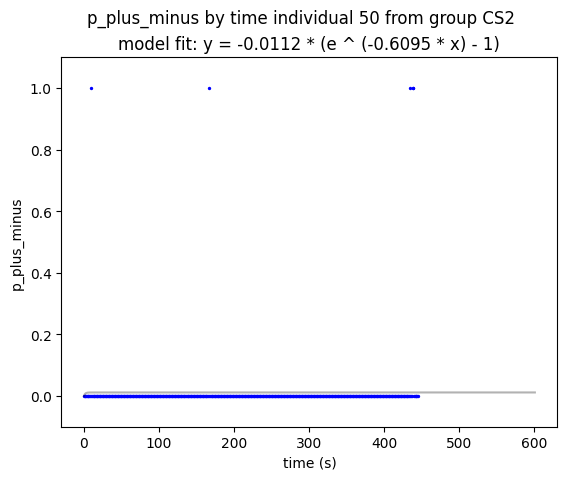 p_plus_minus by time individual 50 from group CS2
model fit: y = -0.0112 * (e ^ (-0.6095 * x) - 1)
1.0
0.8
0.6
0.4
0.2
0.0
p_plus_minus
0 100 200 300 400 500 600
time (s)